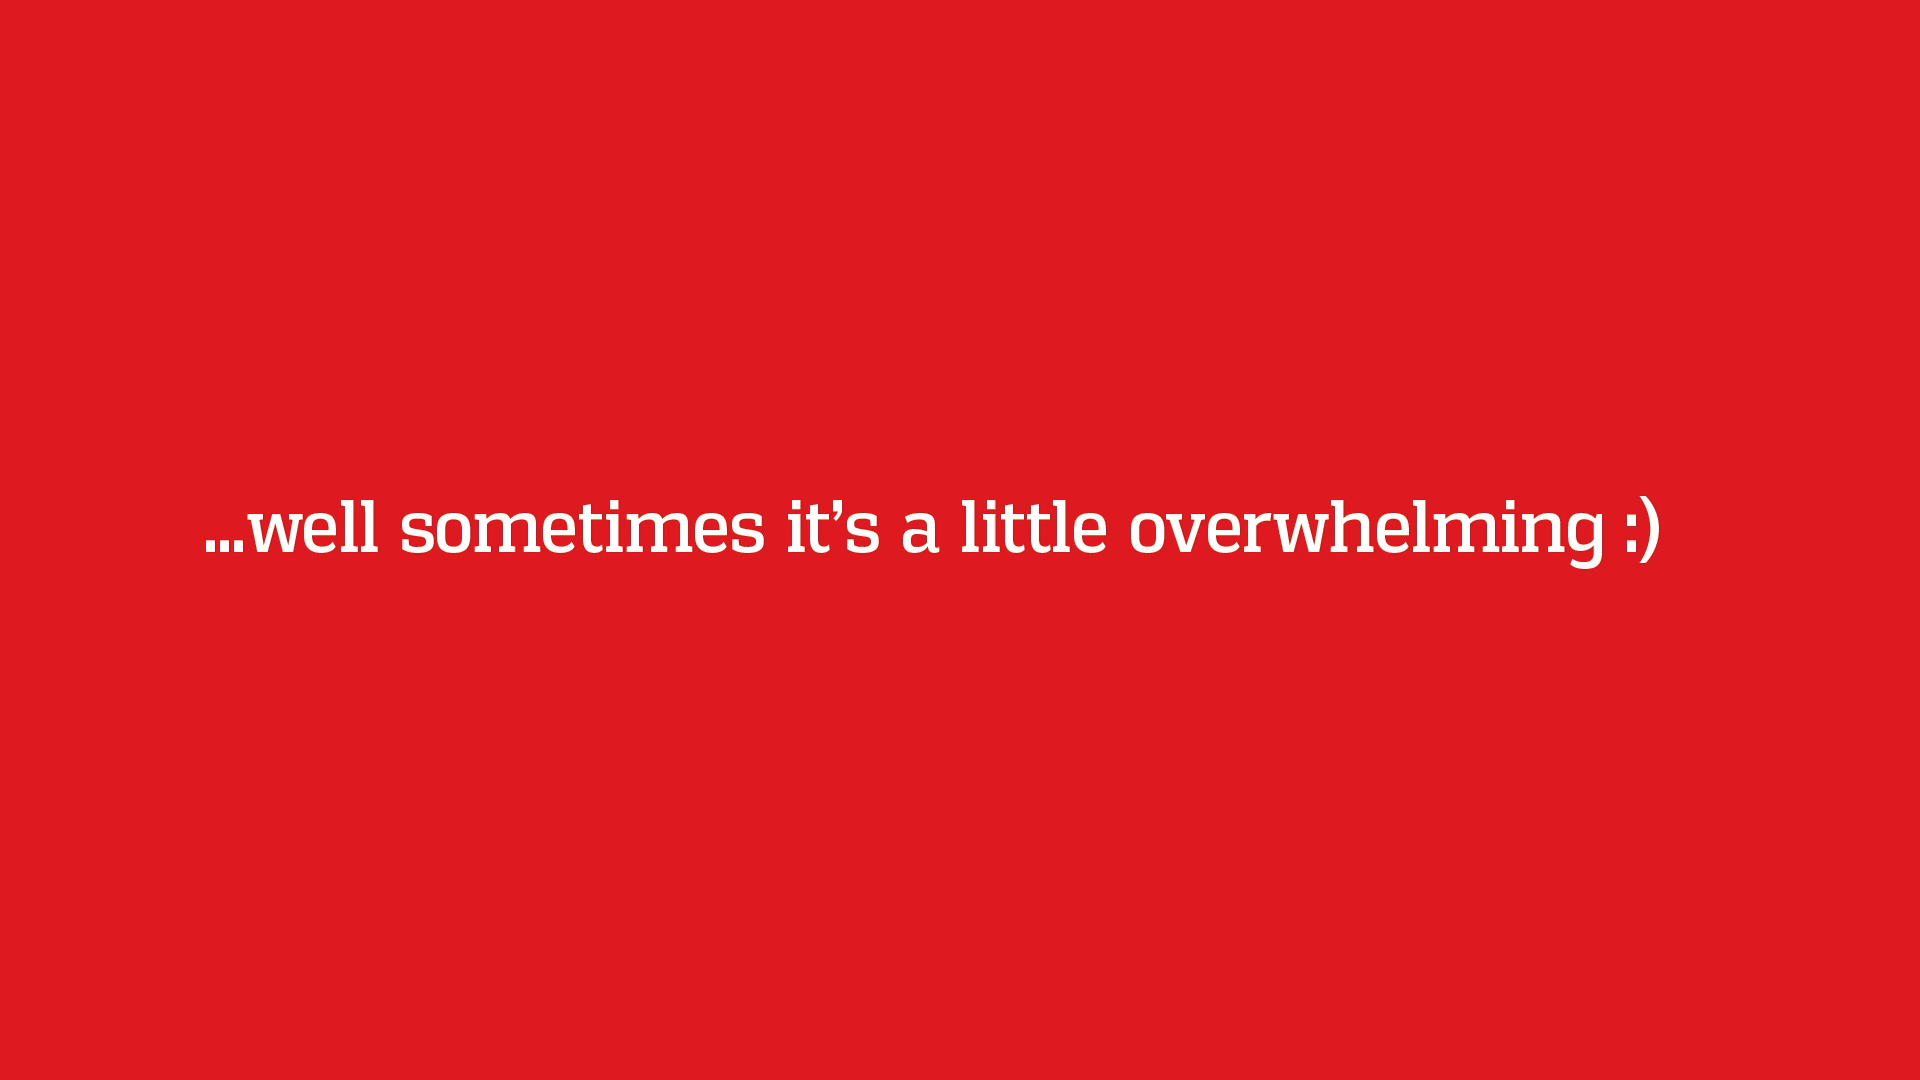 ...well sometimes it’s a little overwhelming :)